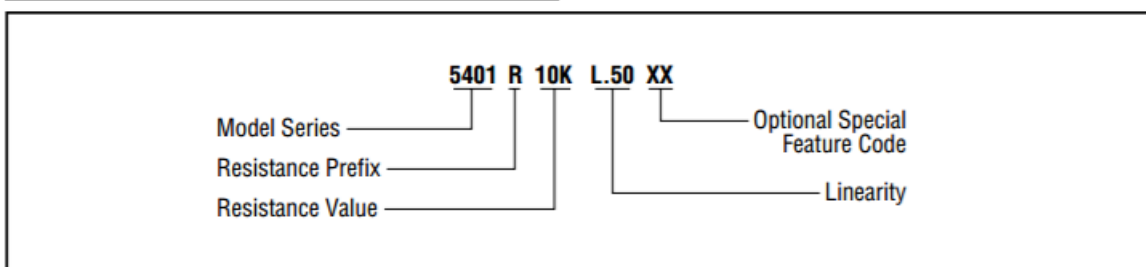 5401 R 10K L.50 XX
Model Series
Resistance Prefix
Resistance Value
Optional Special
Feature Code
Linearity